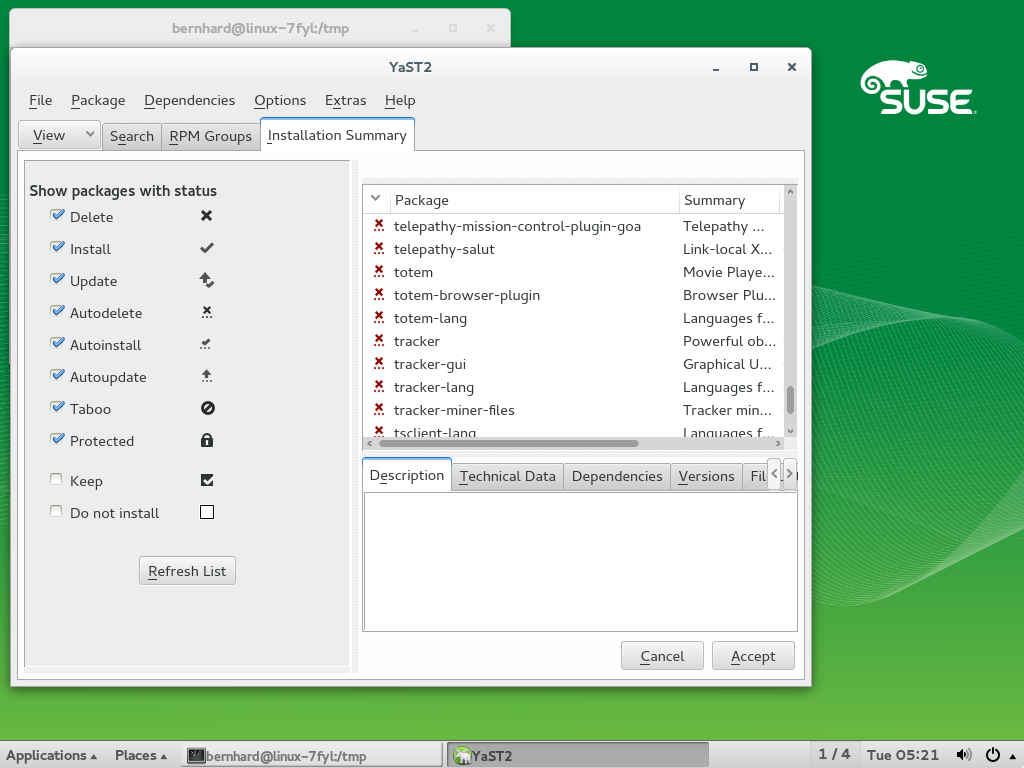 bernhard@linux-7fyl:/tmp
YaST2
File Package Dependencies Options Extras Help
View Search RPM Groups Installation Summary
SUSE
Show packages with status
Delete
Install
Update
Autodelete
Autoinstall
Autoupdate
Taboo
Protected
Keep
Do not install
Refresh List
Package Summary
telepathy-mission-control-plugin-goa Telepathy ...
telepathy-salut Link-local X...
totem Movie Playe...
totem-browser-plugin Browser Plu...
totem-lang Languages f...
tracker Powerful ob...
tracker-gui Graphical U...
tracker-lang Languages f...
tracker-miner-files Tracker min...
tsclient-lang Languages f...
Description Technical Data Dependencies Versions
Cancel Accept
Applications Places bernhard@linux-7fyl:/tmp YaST2 1 / 4 Tue 05:21